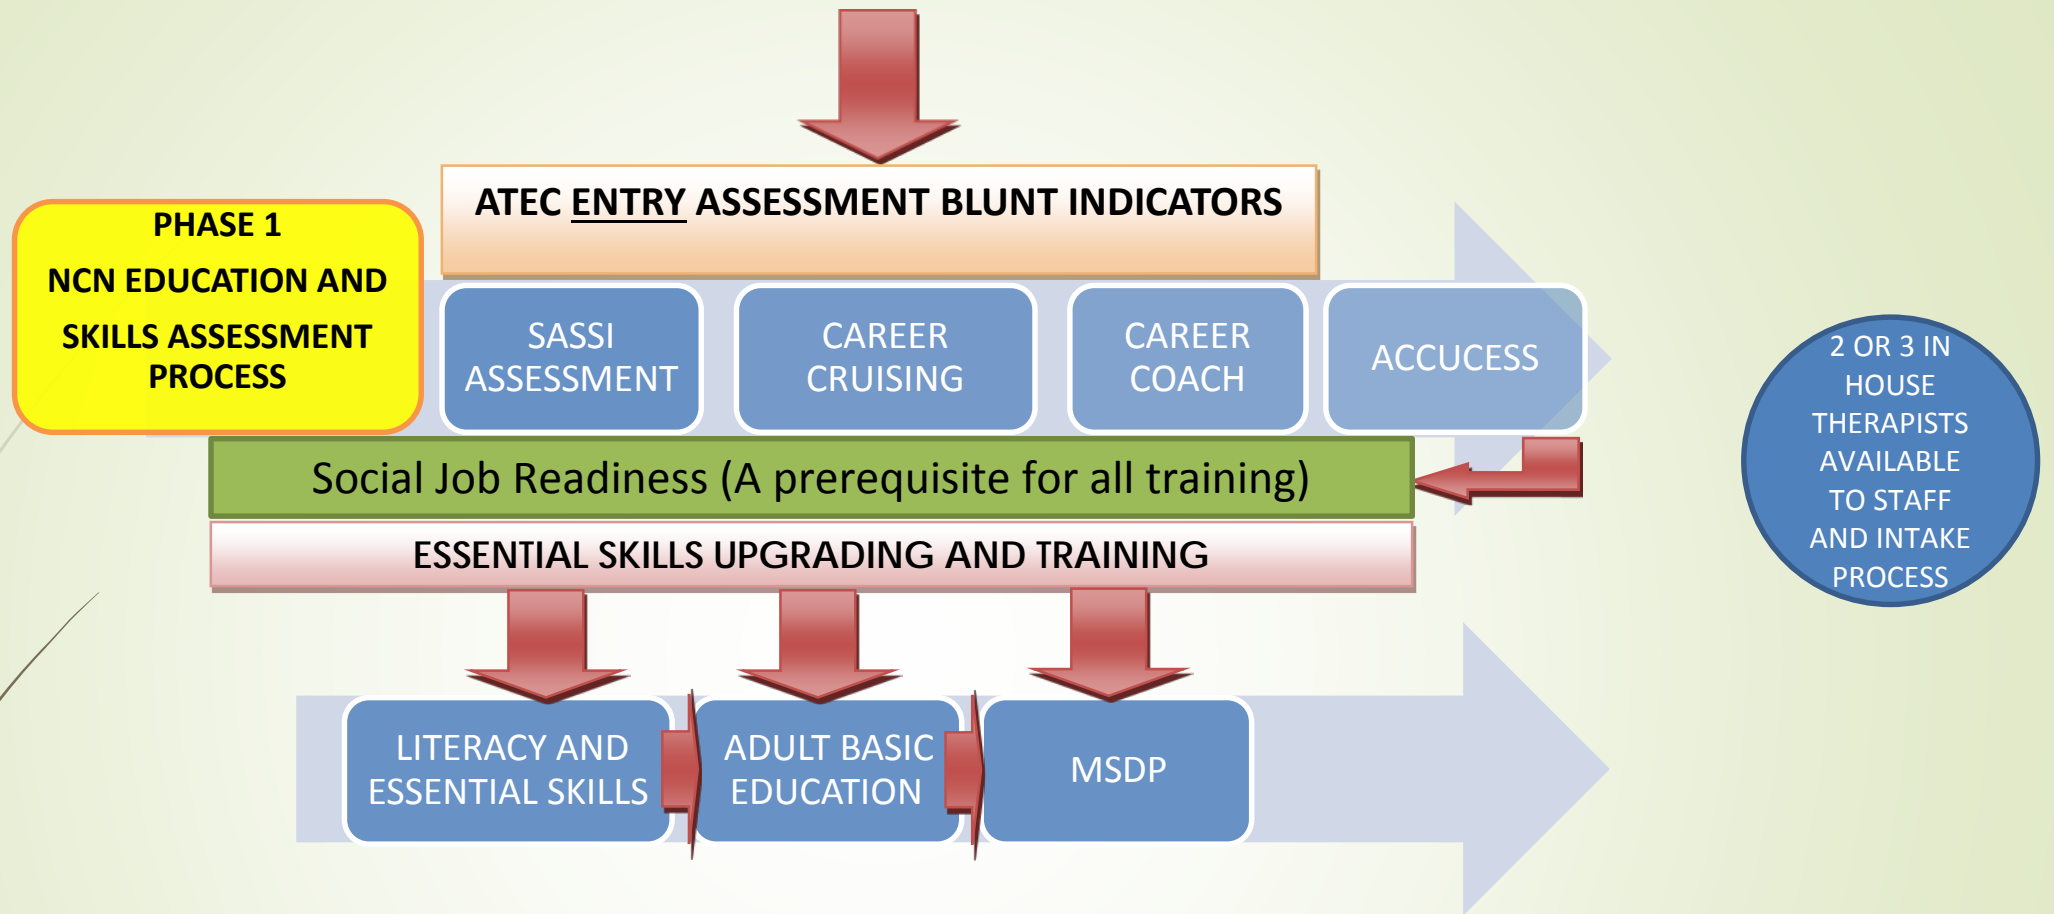 ATEC ENTRY ASSESSMENT BLUNT INDICATORS
PHASE 1
NCN EDUCATION AND
SKILLS ASSESSMENT
PROCESS
SASSI
ASSESSMENT
CAREER
CRUISING
CAREER
COACH
ACCUCESS
2 OR 3 IN
HOUSE
THERAPISTS
AVAILABLE
TO STAFF
AND INTAKE
PROCESS
Social Job Readiness (A prerequisite for all training)
ESSENTIAL SKILLS UPGRADING AND TRAINING
LITERACY AND
ESSENTIAL SKILLS
ADULT BASIC
EDUCATION
MSDP